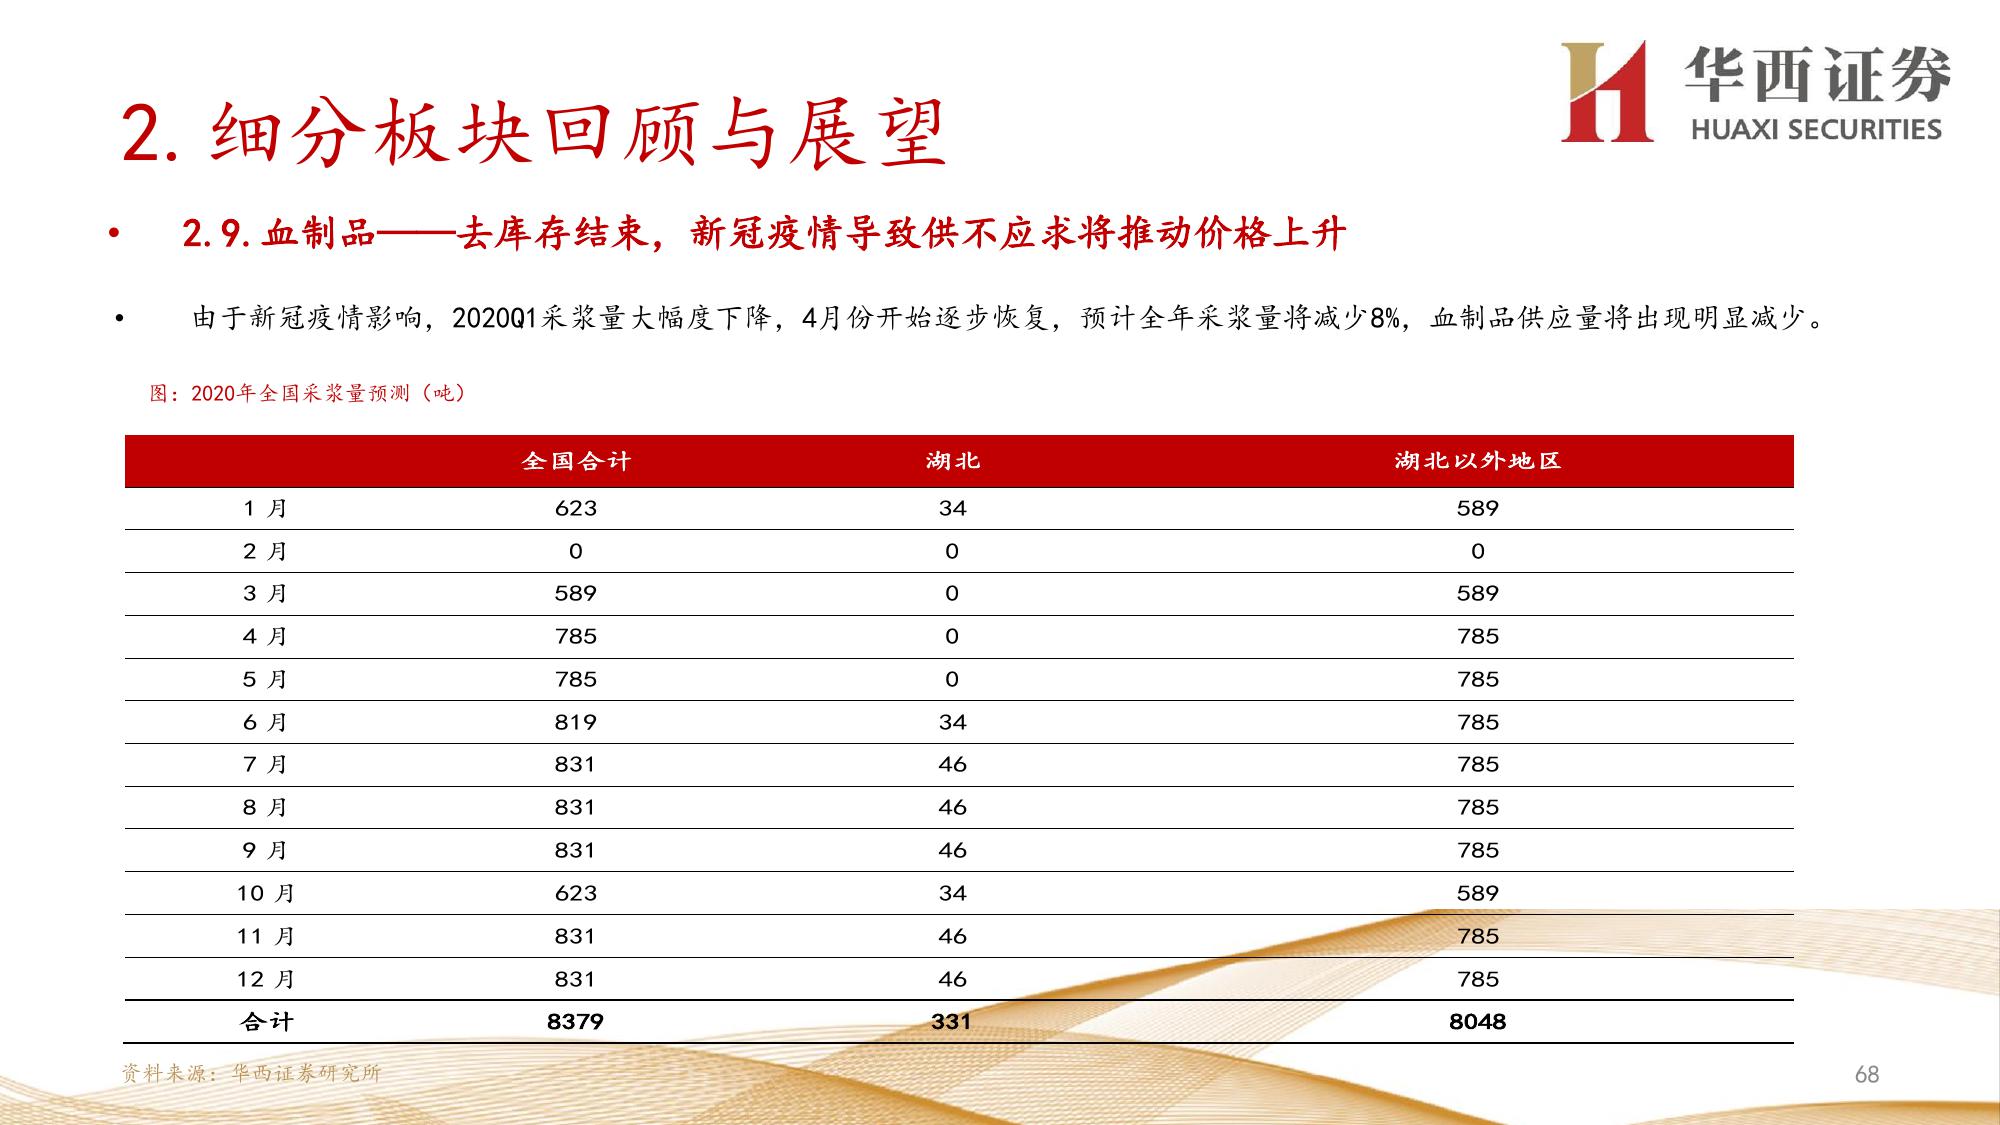 华西证券
HUAXI SECURITIES
2. 细分板块回顾与展望
• 2.9. 血制品——去库存结束，新冠疫情导致供不应求将推动价格上升
• 由于新冠疫情影响，2020Q1采浆量大幅度下降，4月份开始逐步恢复，预计全年采浆量将减少8%，血制品供应量将出现明显减少。
图：2020年全国采浆量预测（吨）
全国合计 湖北 湖北以外地区
1 月 623 34 589
2 月 0 0 0
3 月 589 0 589
4 月 785 0 785
5 月 785 0 785
6 月 819 34 785
7 月 831 46 785
8 月 831 46 785
9 月 831 46 785
10 月 623 34 589
11 月 831 46 785
12 月 831 46 785
合计 8379 331 8048
资料来源：华西证券研究所
68